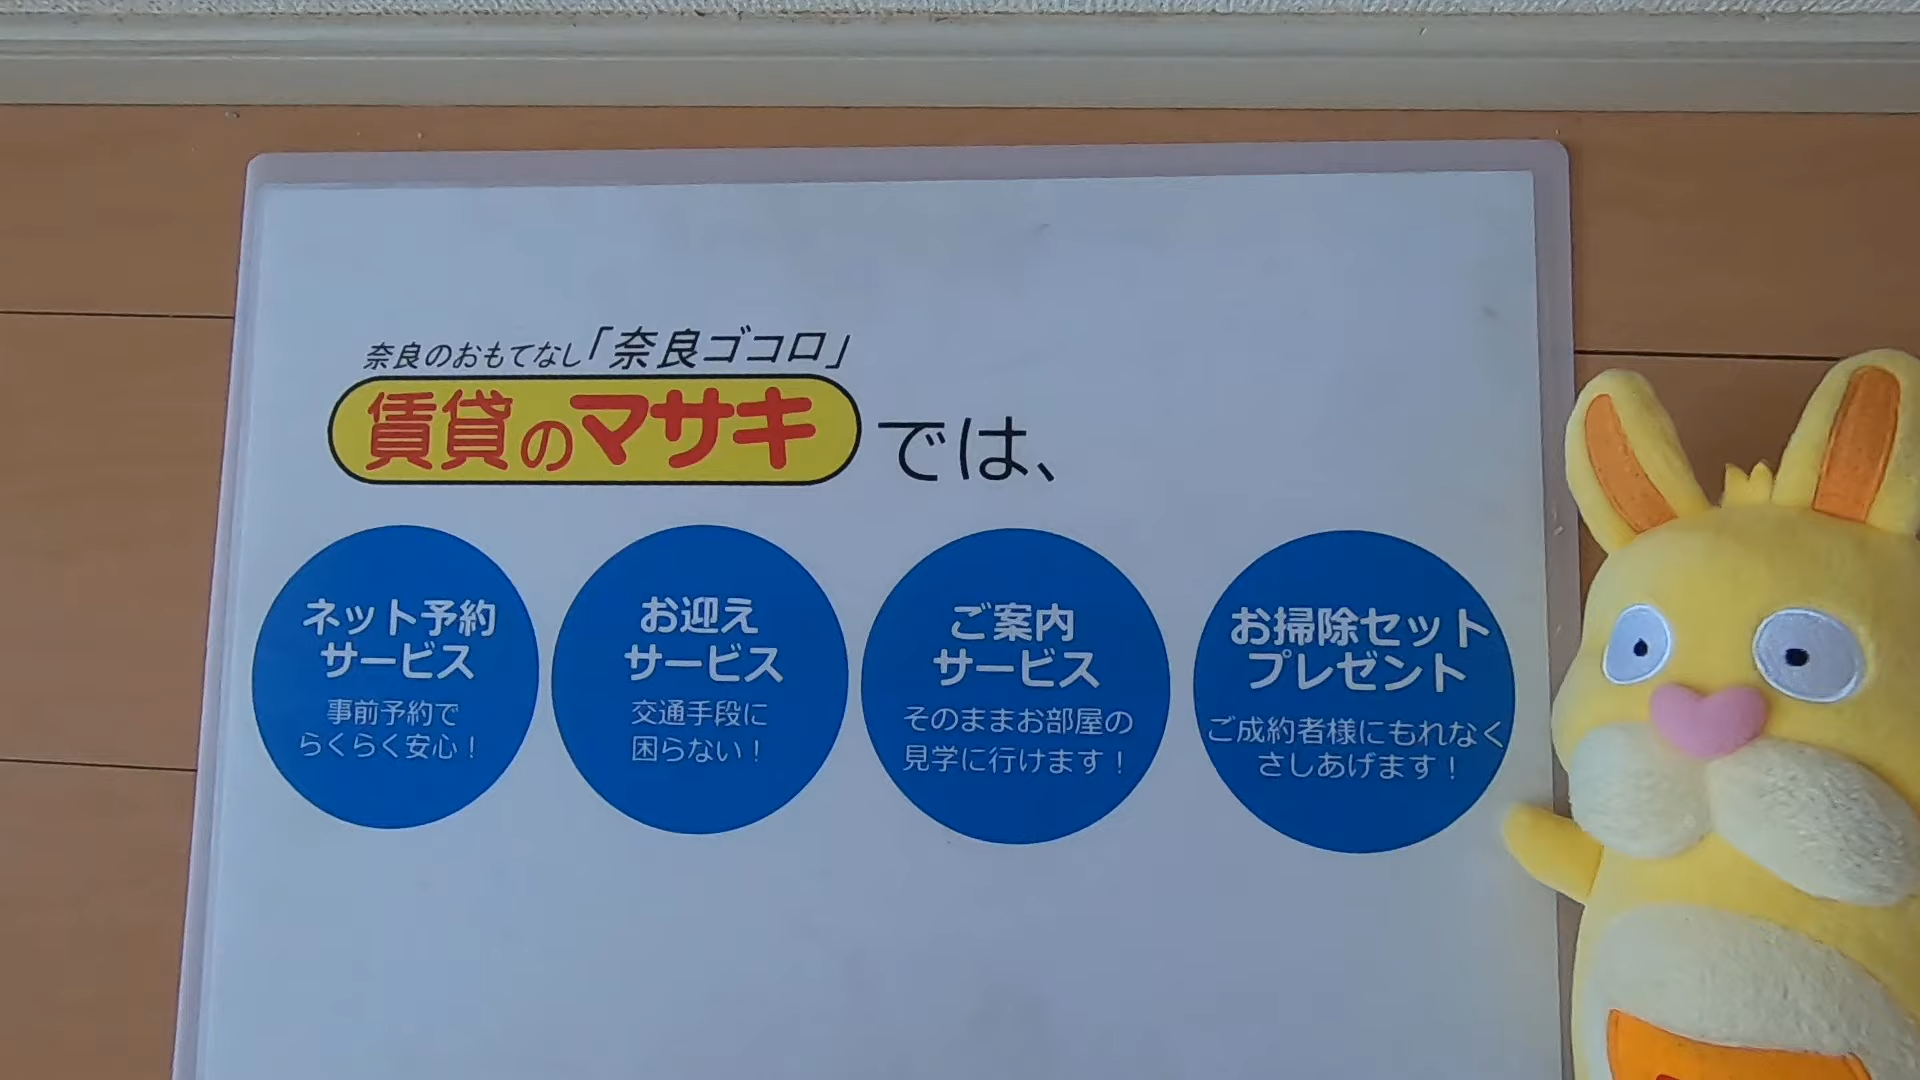 奈良のおもてなし「奈良ゴコロ」
賃貸のマサキでは、
ネット予約
サービス
事前予約で
らくらく安心！
お迎え
サービス
交通手段に
困らない！
ご案内
サービス
そのままお部屋の
見学に行けます！
お掃除セット
プレゼント
ご成約者様にもれなく
さしあげます！